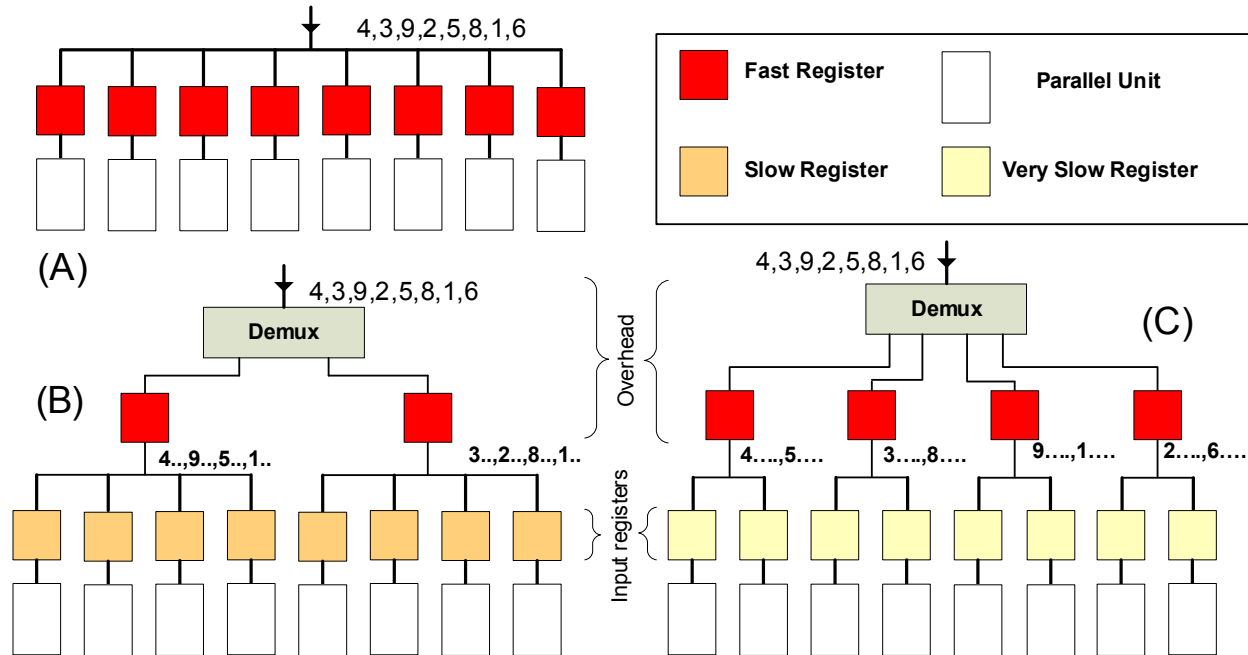 4,3,9,2,5,8,1,6
Fast Register
Parallel Unit
Slow Register
Very Slow Register
(A)
4,3,9,2,5,8,1,6
Demux
(B)
4..,9..,5..,1..
3..,2..,8..,1..
Overhead
Input registers
4,3,9,2,5,8,1,6
Demux
(C)
4....,5....
3....,8....
9....,1....
2....,6....